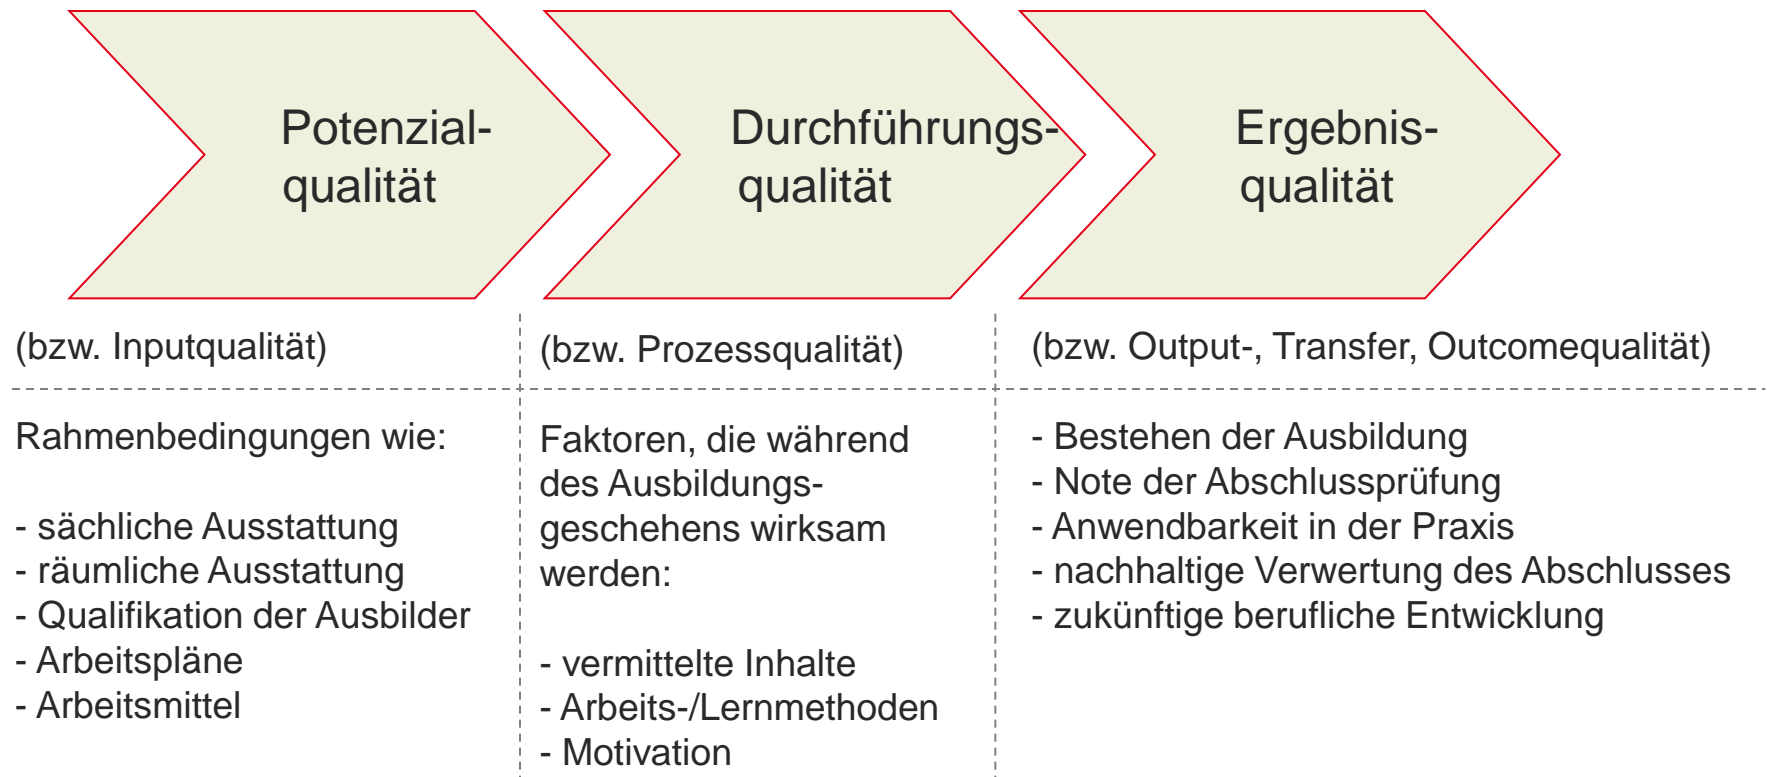 Potenzial-
qualität
Durchführungs-
qualität
Ergebnis-
qualität
(bzw. Inputqualität)
(bzw. Prozessqualität)
(bzw. Output-, Transfer, Outcomequalität)
Rahmenbedingungen wie:
- sächliche Ausstattung
- räumliche Ausstattung
- Qualifikation der Ausbilder
- Arbeitspläne
- Arbeitsmittel
Faktoren, die während
des Ausbildungs-
geschehens wirksam
werden:
- vermittelte Inhalte
- Arbeits-/Lernmethoden
- Motivation
- Bestehen der Ausbildung
- Note der Abschlussprüfung
- Anwendbarkeit in der Praxis
- nachhaltige Verwertung des Abschlusses
- zukünftige berufliche Entwicklung